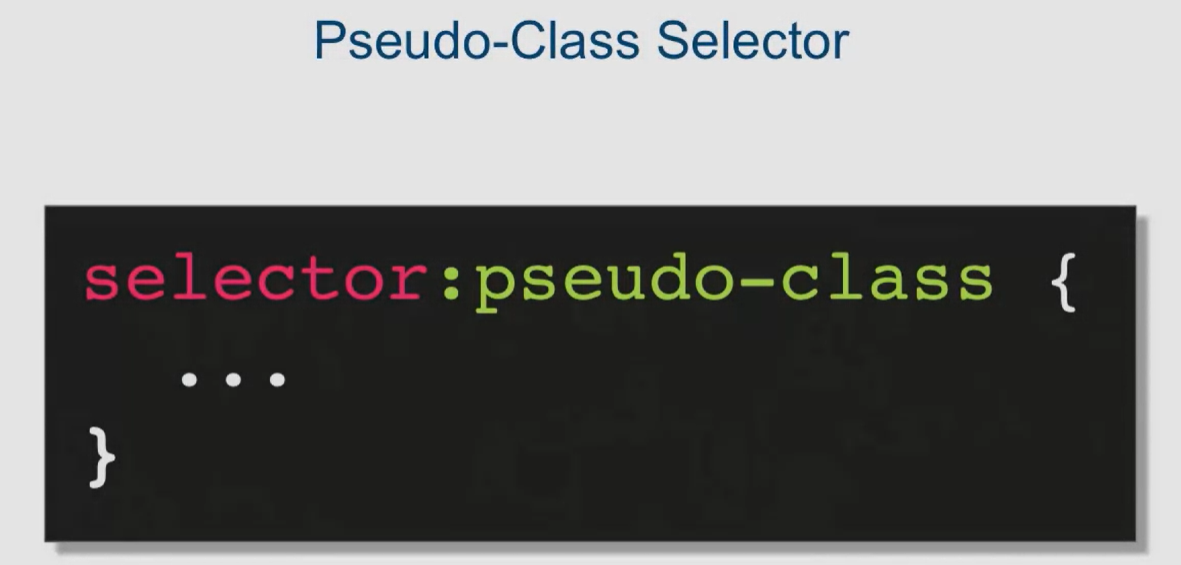 Pseudo-Class Selector
selector:pseudo-class {
...
}